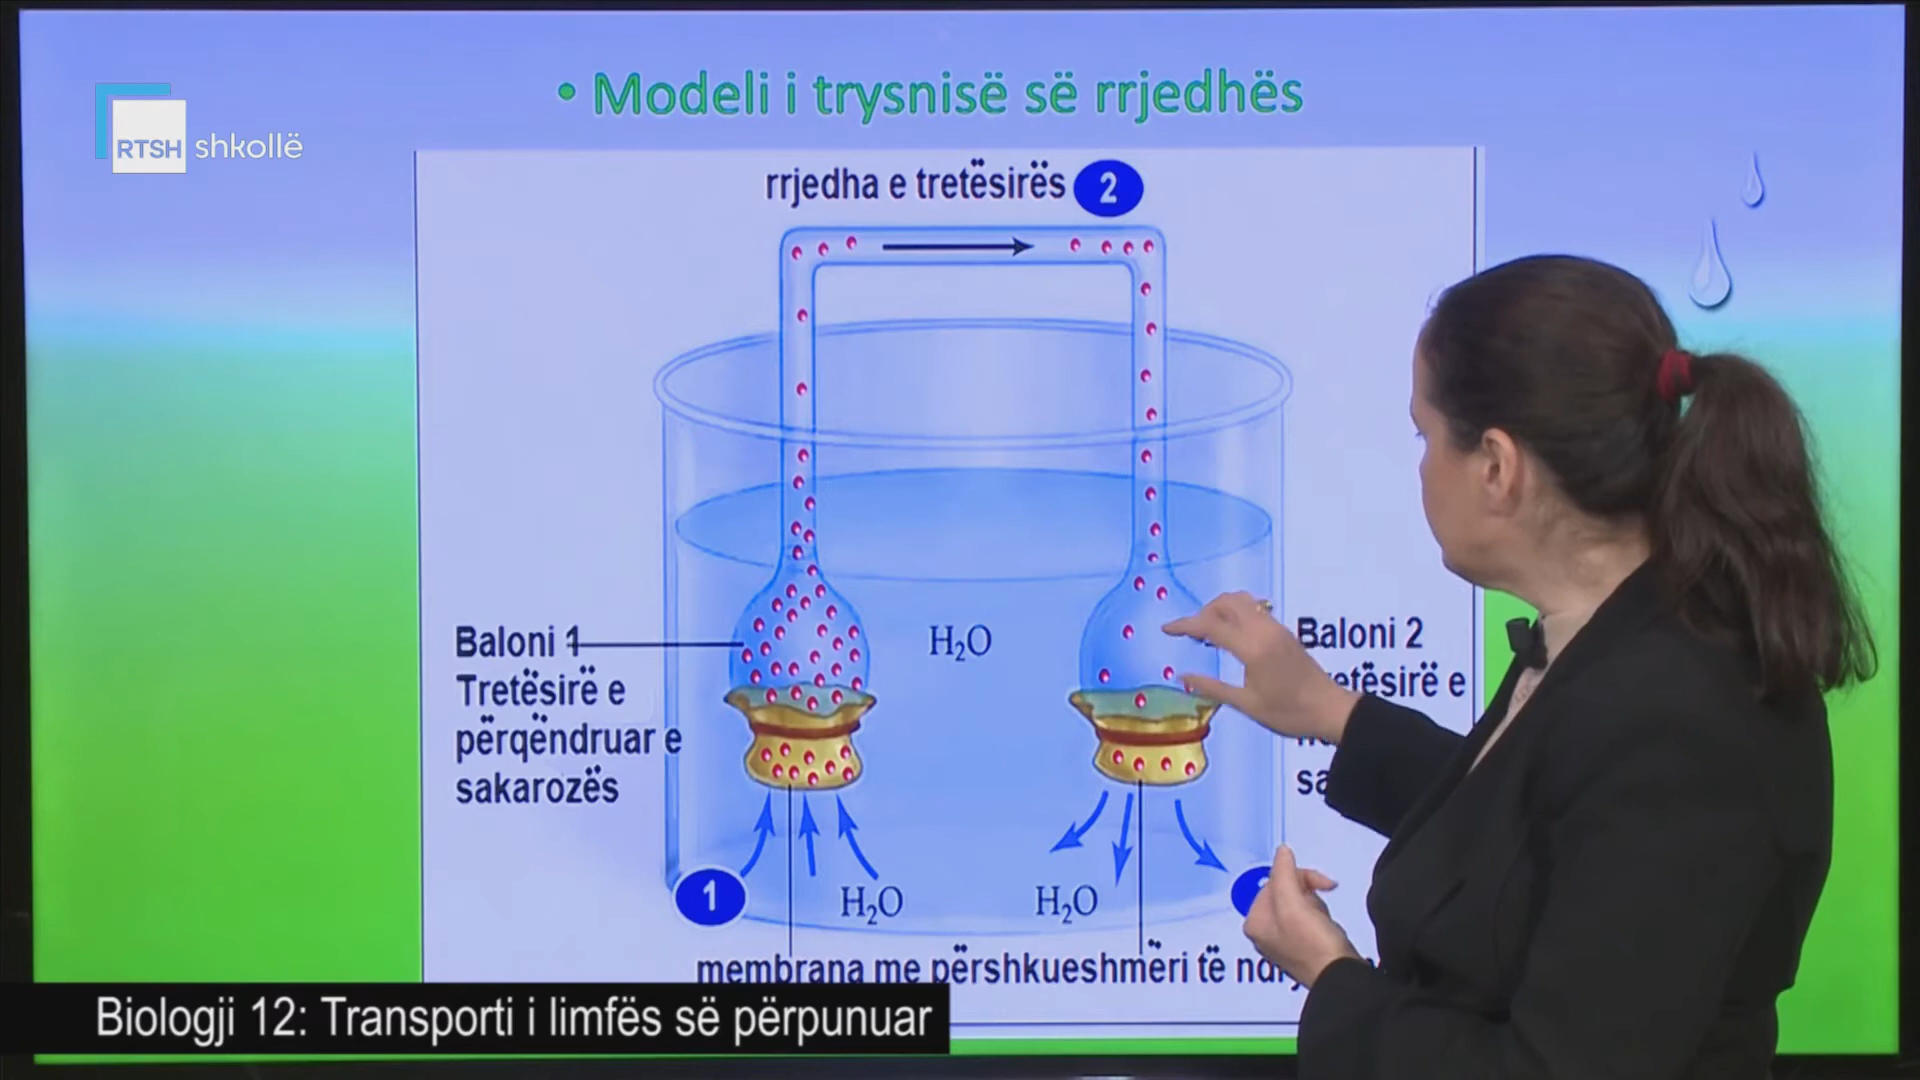 • Modeli i trysnisë së rrjedhës
RTSH shkollë
rrjedha e tretësirës 2
Baloni 1
Tretësirë e
përqëndruar e
sakarozës
H₂O
Baloni 2
e
1
H₂O
H₂O
membrana me përshkueshmëri të
Biologji 12: Transporti i limfës së përpunuar